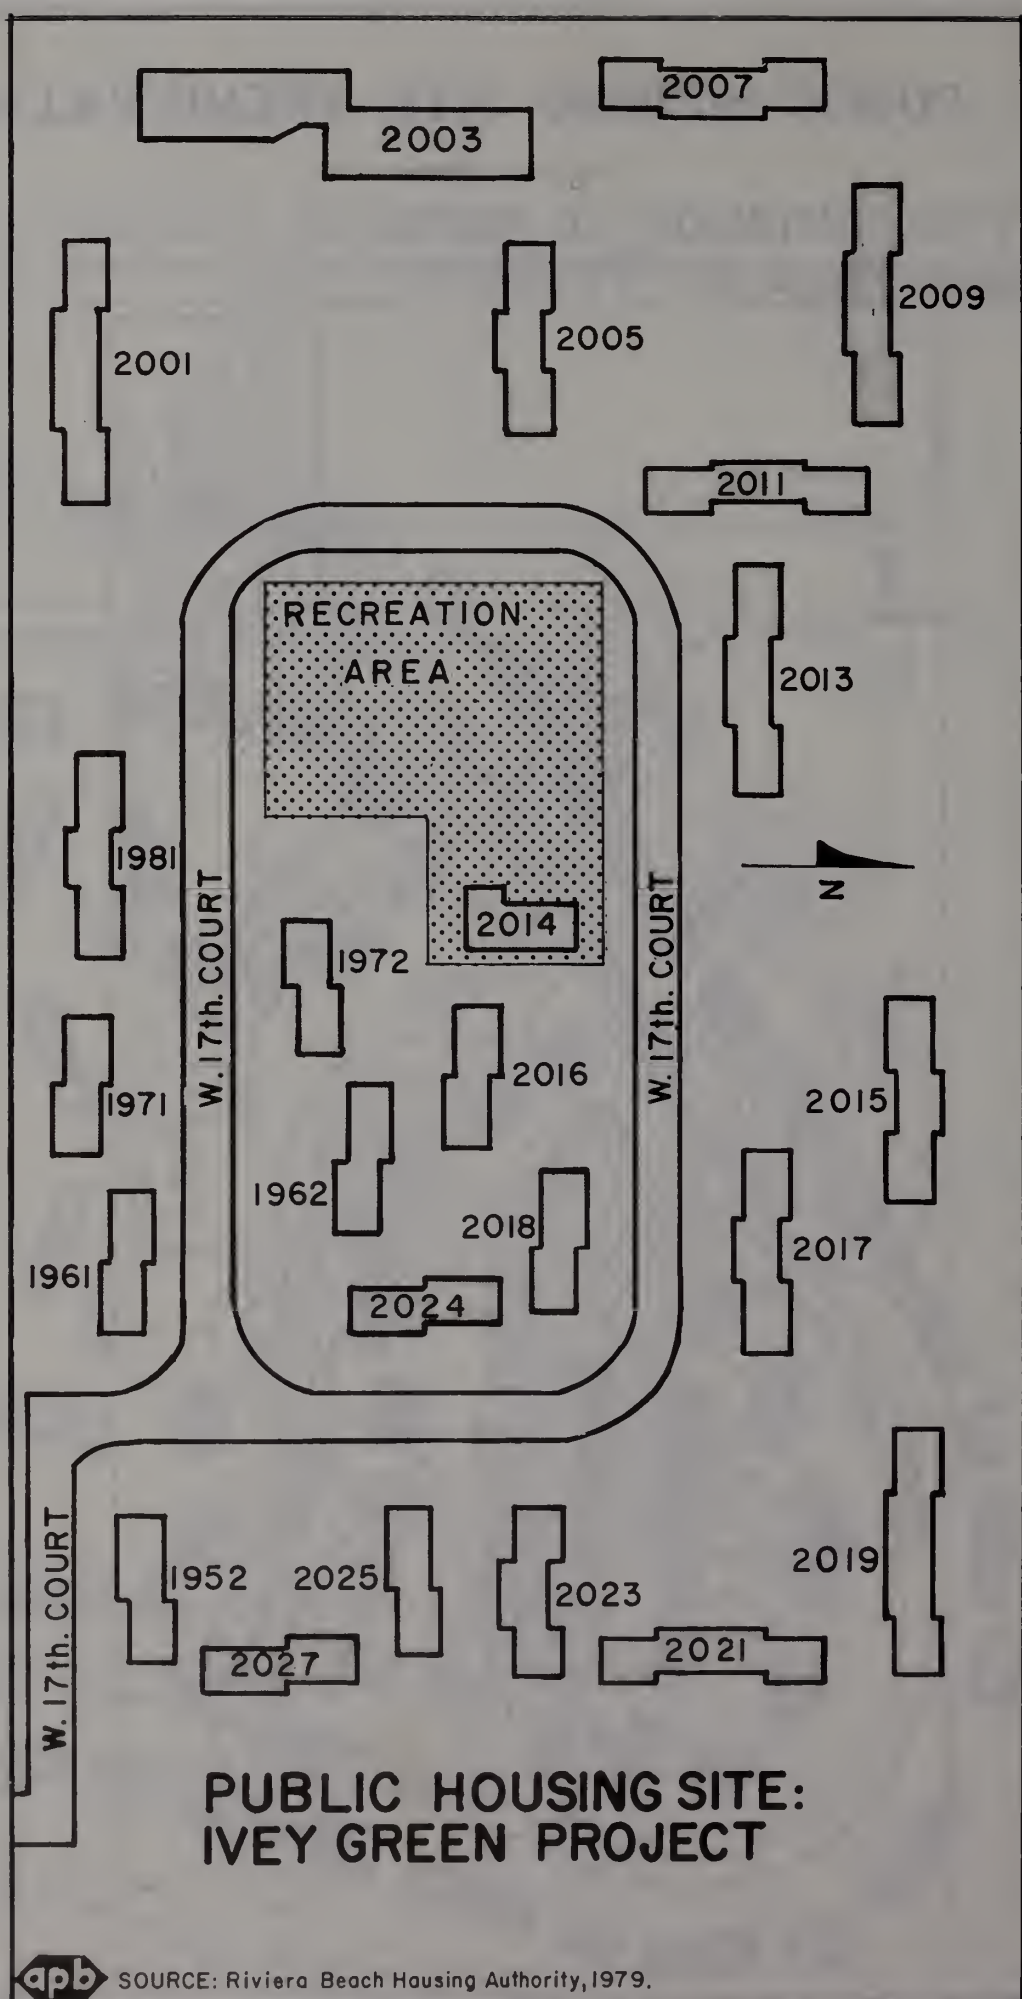 2007
2003
2009
2005
2001
2011
RECREATION
AREA
2013
1981
N
2014
1972
W. 17th. COURT
W. 17th. COURT
2016
2015
1971
1962
2018
2017
1961
2024
2019
1952
2025
2023
2021
2027
W. 17th. COURT
PUBLIC HOUSING SITE:
IVEY GREEN PROJECT
apb SOURCE: Riviera Beach Housing Authority, 1979.